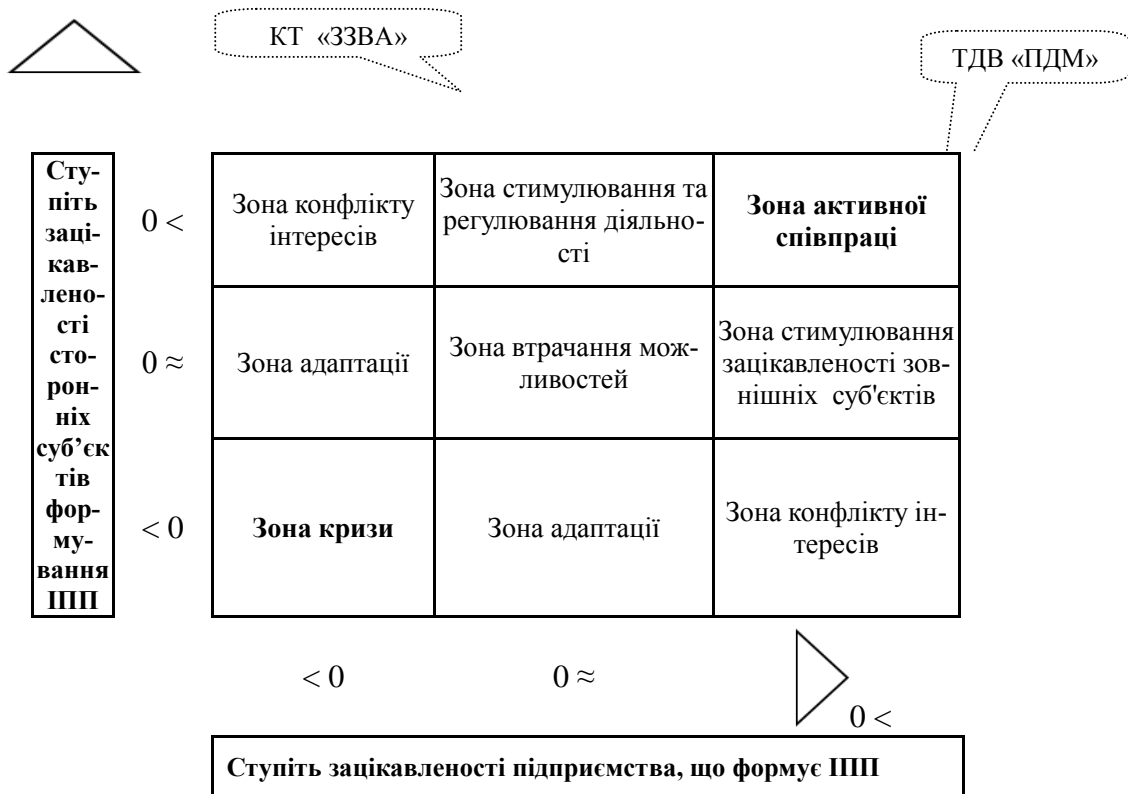 КТ «ЗЗВА»
ТДВ «ПДМ»
Сту-
піть
заці-
кав-
лено-
сті
сто-
рон-
ніх
суб’єк
тів
фор-
му-
вання
ІПП
0 <
Зона конфлікту
інтересів
Зона стимулювання та
регулювання діяльно-
сті
Зона активної
співпраці
0 ≈
Зона адаптації
Зона втрачання мож-
ливостей
Зона стимулювання
зацікавленості зов-
нішніх суб'єктів
< 0
Зона кризи
Зона адаптації
Зона конфлікту ін-
тересів
< 0
0 ≈
0 <
Ступіть зацікавленості підприємства, що формує ІПП